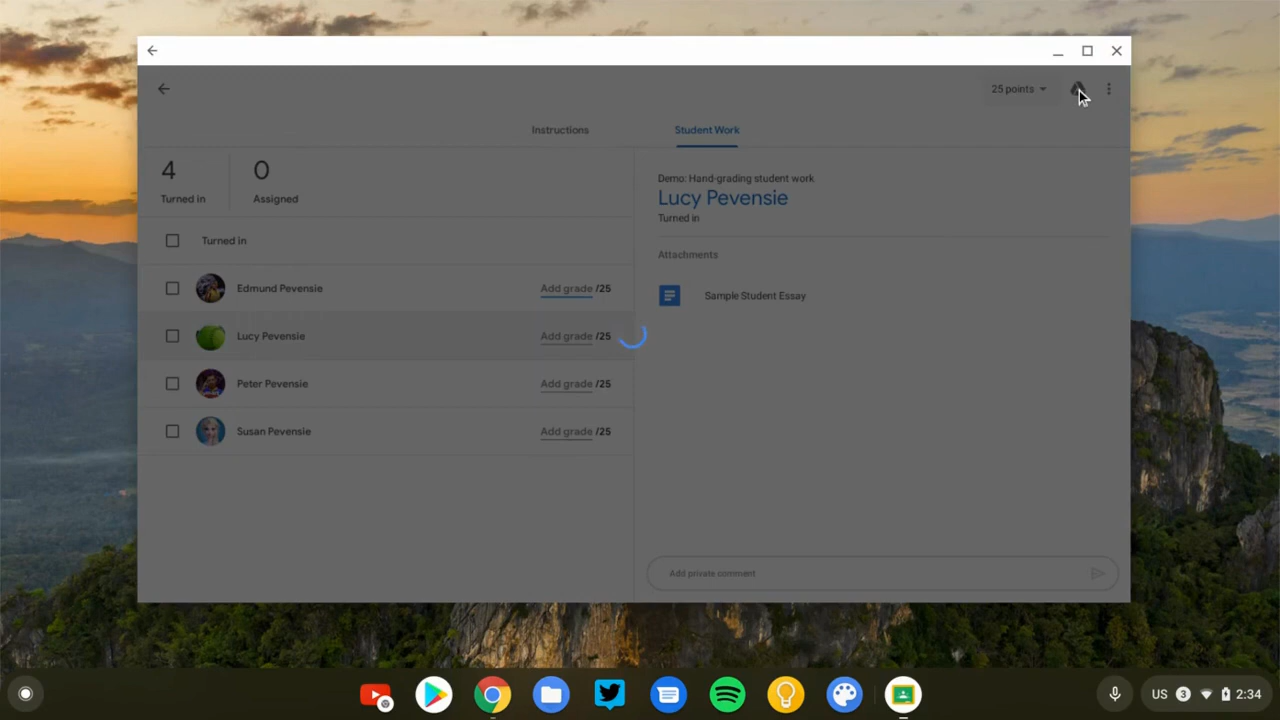 25 points
Instructions
Student Work
4
Turned in
0
Assigned
Turned in
Edmund Pevensie
Add grade /25
Lucy Pevensie
Add grade /25
Peter Pevensie
Add grade /25
Susan Pevensie
Add grade /25
Demo: Hand-grading student work
Lucy Pevensie
Turned in
Attachments
Sample Student Essay
Add private comment
US 3 2:34